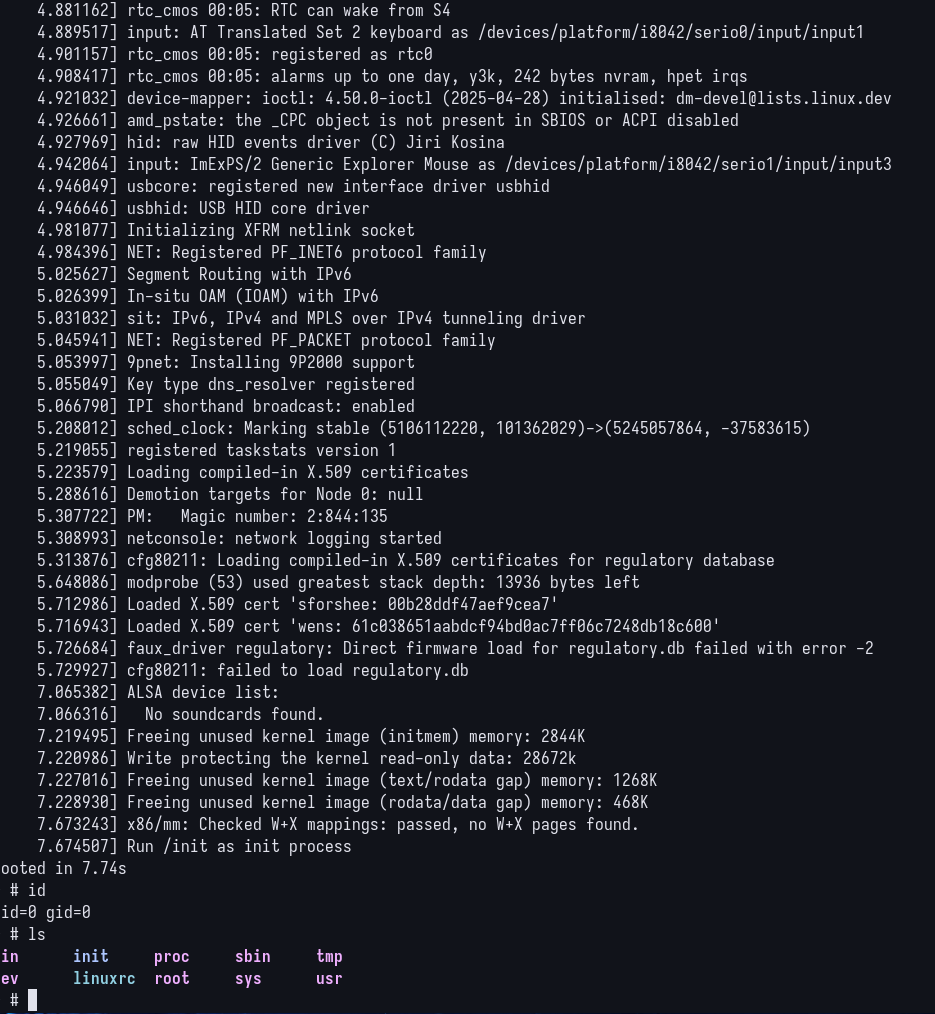 4.881162] rtc_cmos 00:05: RTC can wake from S4
4.889517] input: AT Translated Set 2 keyboard as /devices/platform/i8042/serio0/input/input1
4.901157] rtc_cmos 00:05: registered as rtc0
4.908417] rtc_cmos 00:05: alarms up to one day, y3k, 242 bytes nvram, hpet irqs
4.921032] device-mapper: ioctl: 4.50.0-ioctl (2025-04-28) initialised: dm-devel@lists.linux.dev
4.926661] amd_pstate: the _CPC object is not present in SBIOS or ACPI disabled
4.927969] hid: raw HID events driver (C) Jiri Kosina
4.942064] input: ImExPS/2 Generic Explorer Mouse as /devices/platform/i8042/serio1/input/input3
4.946049] usbcore: registered new interface driver usbhid
4.946646] usbhid: USB HID core driver
4.981077] Initializing XFRM netlink socket
4.984396] NET: Registered PF_INET6 protocol family
5.025627] Segment Routing with IPv6
5.026399] In-situ OAM (IOAM) with IPv6
5.031032] sit: IPv6, IPv4 and MPLS over IPv4 tunneling driver
5.045941] NET: Registered PF_PACKET protocol family
5.053997] 9pnet: Installing 9P2000 support
5.055049] Key type dns_resolver registered
5.066790] IPI shorthand broadcast: enabled
5.208012] sched_clock: Marking stable (5106112220, 101362029)->(5245057864, -37583615)
5.219055] registered taskstats version 1
5.223579] Loading compiled-in X.509 certificates
5.288616] Demotion targets for Node 0: null
5.307722] PM:   Magic number: 2:844:135
5.308993] netconsole: network logging started
5.313876] cfg80211: Loading compiled-in X.509 certificates for regulatory database
5.648086] modprobe (53) used greatest stack depth: 13936 bytes left
5.712986] Loaded X.509 cert 'sforshee: 00b28ddf47aef9cea7'
5.716943] Loaded X.509 cert 'wens: 61c038651aabdcf94bd0ac7ff06c7248db18c600'
5.726684] faux_driver regulatory: Direct firmware load for regulatory.db failed with error -2
5.729927] cfg80211: failed to load regulatory.db
7.065382] ALSA device list:
7.066316]   No soundcards found.
7.219495] Freeing unused kernel image (initmem) memory: 2844K
7.220986] Write protecting the kernel read-only data: 28672k
7.227016] Freeing unused kernel image (text/rodata gap) memory: 1268K
7.228930] Freeing unused kernel image (rodata/data gap) memory: 468K
7.673243] x86/mm: Checked W+X mappings: passed, no W+X pages found.
7.674507] Run /init as init process
ooted in 7.74s
# id
id=0 gid=0
# ls
in      init     proc     sbin     tmp
ev      linuxrc  root     sys      usr
#